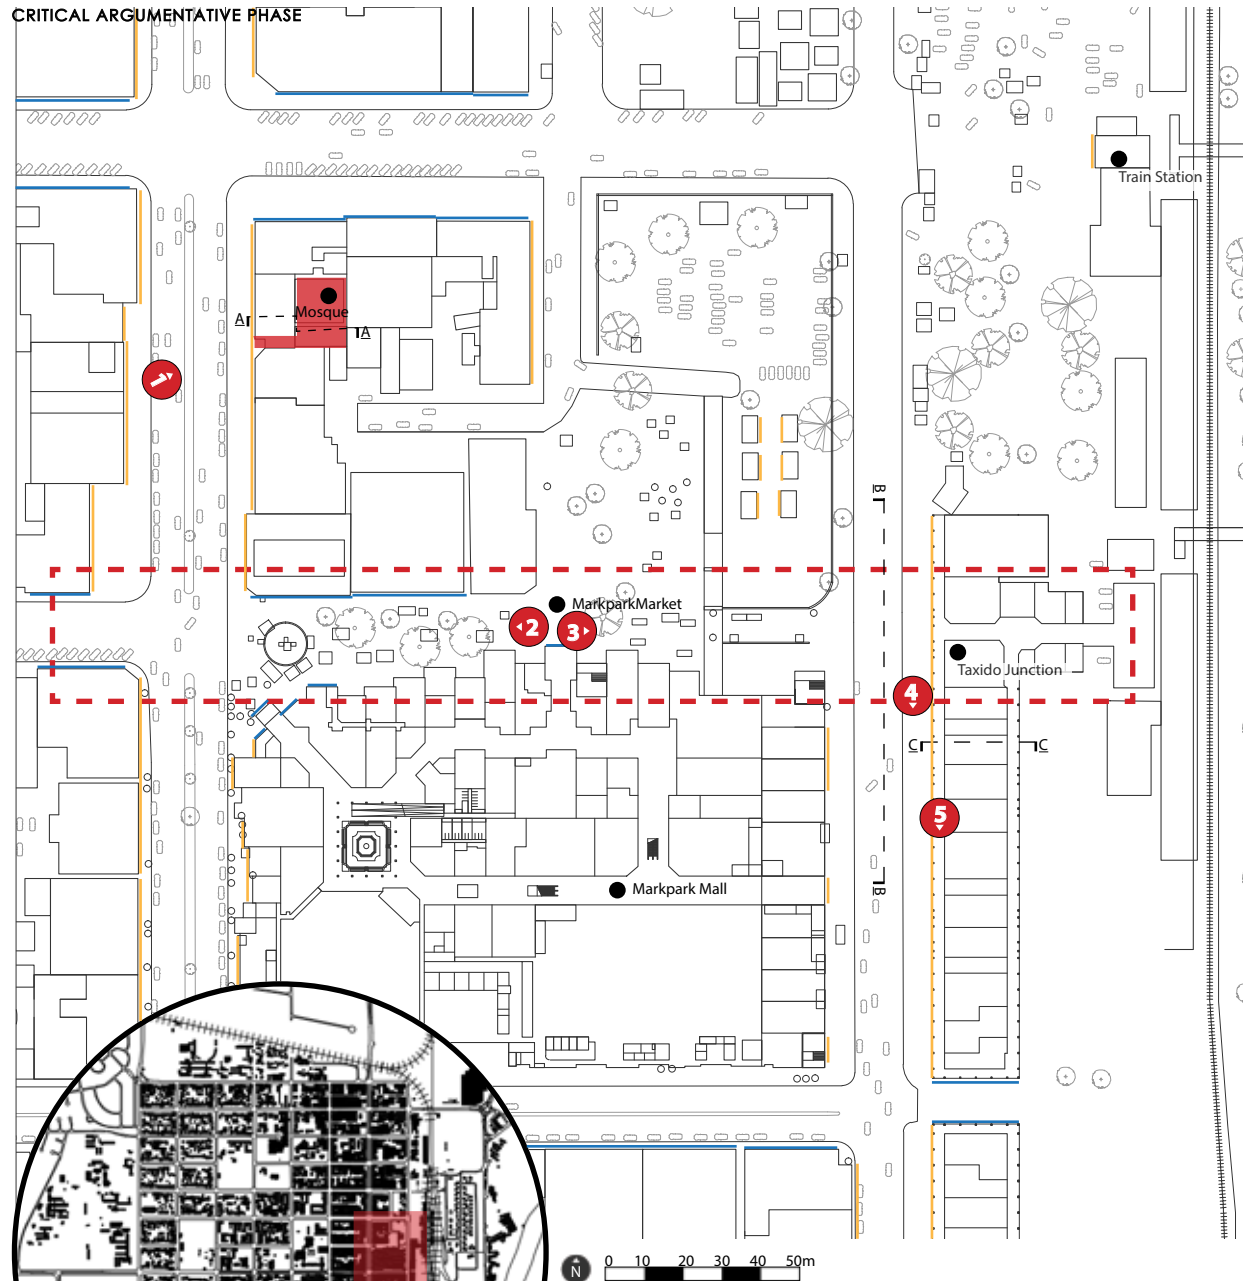 CRITICAL ARGUMENTATIVE PHASE
Train Station
Mosque
A
A
1
B
MarkparkMarket
2
3
Taxido Junction
4
C
C
5
B
Markpark Mall
N
0 10 20 30 40 50m